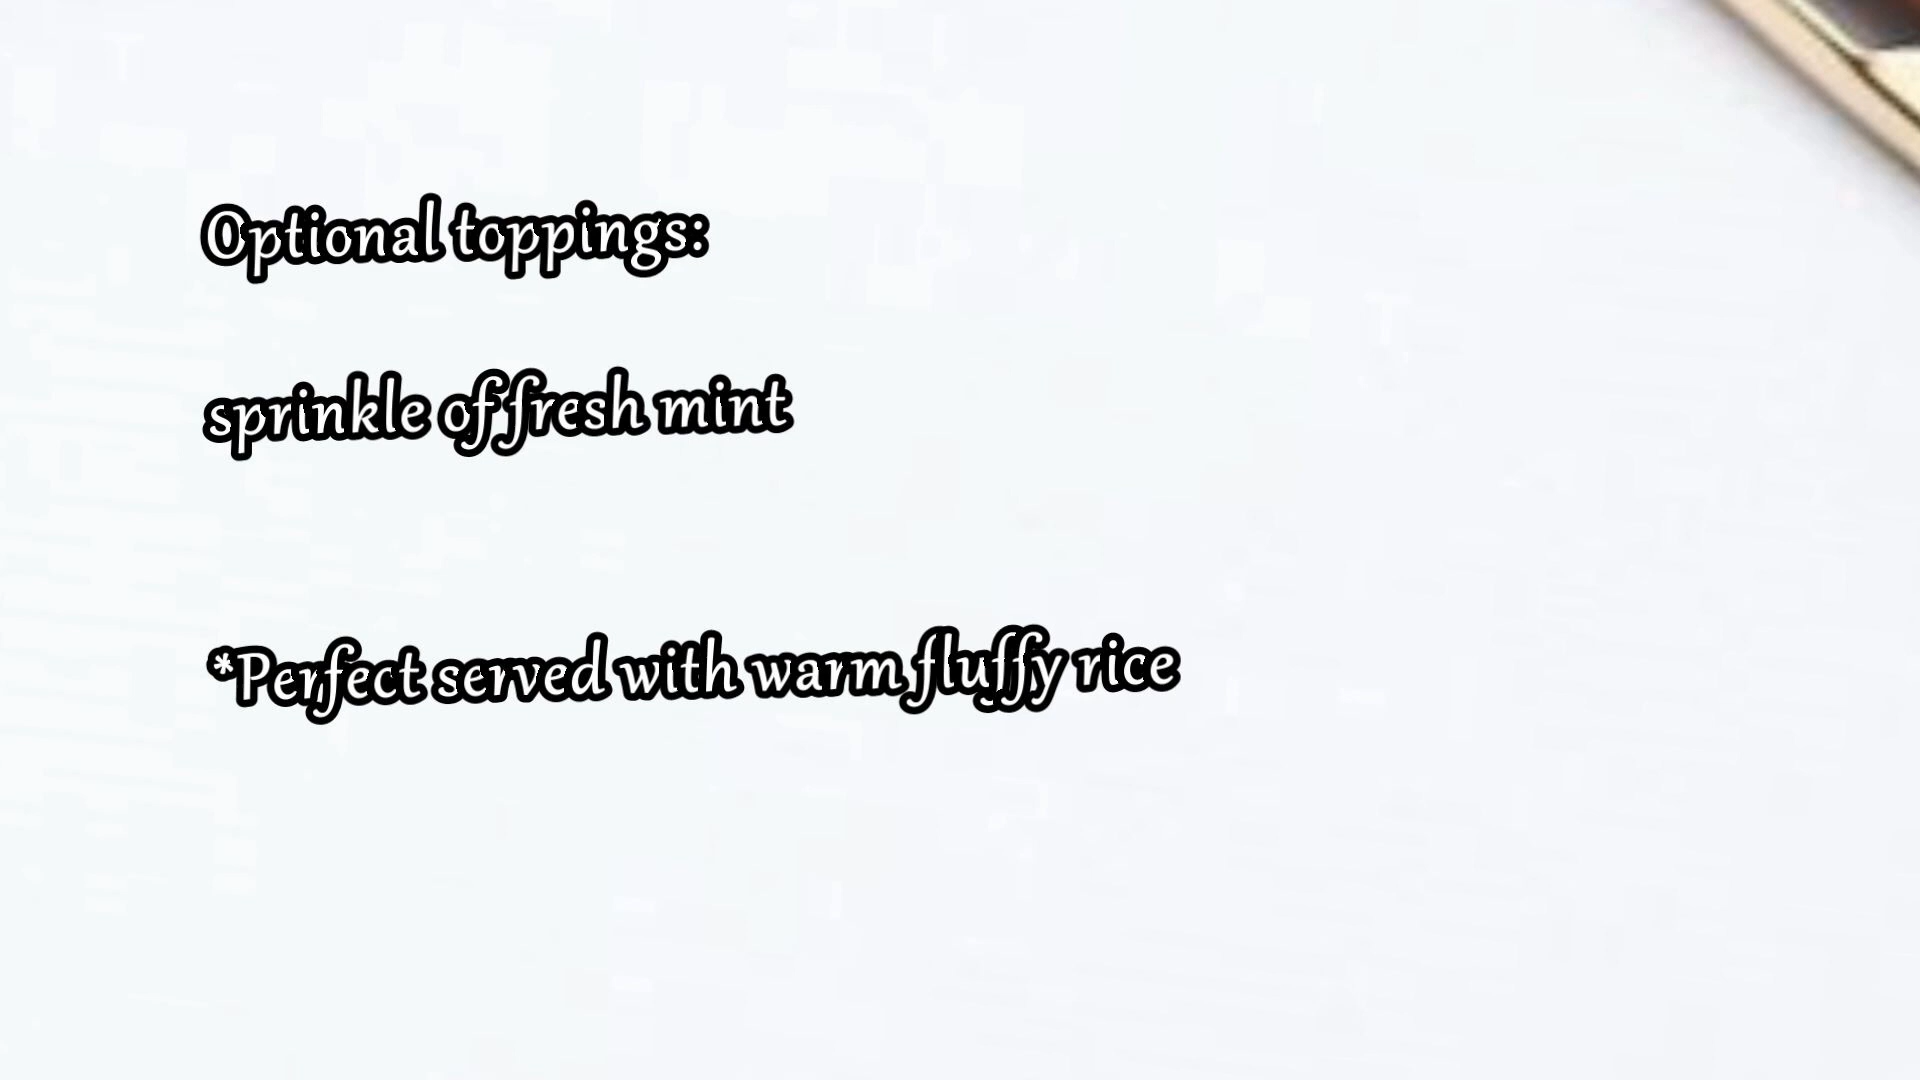 Optional toppings:
sprinkle of fresh mint
*Perfect served with warm fluffy rice